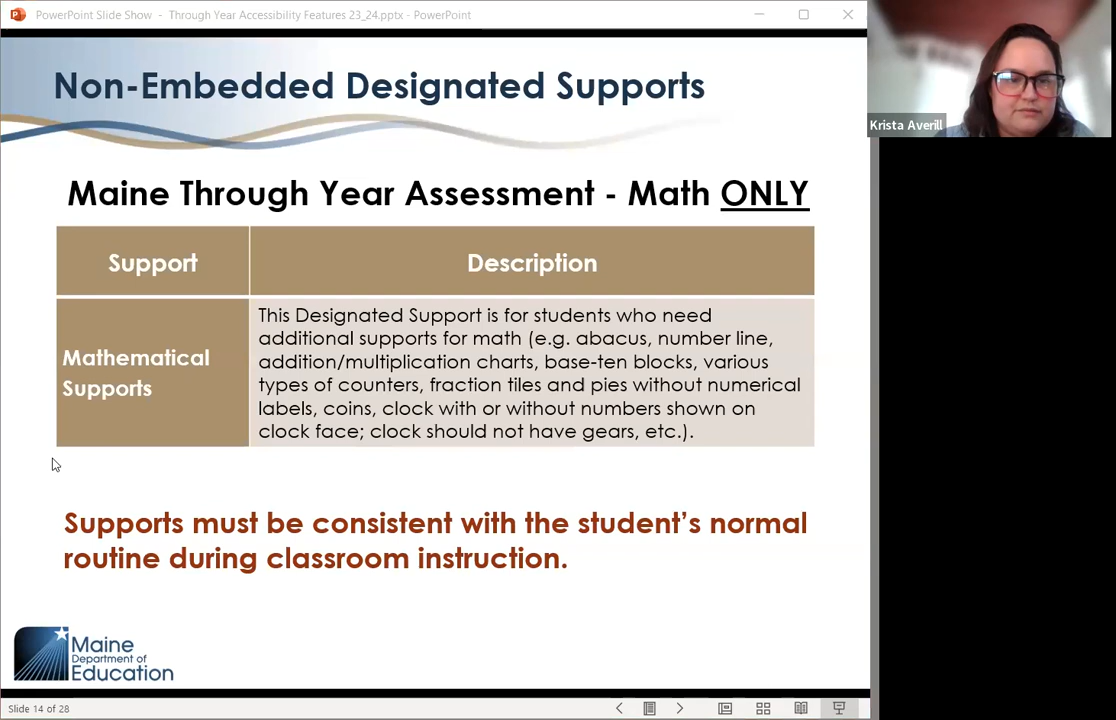 PowerPoint Slide Show - Through Year Accessibility Features 23_24.pptx - PowerPoint
Non-Embedded Designated Supports
Krista Averill
Maine Through Year Assessment - Math ONLY
Support
Description
Mathematical
Supports
This Designated Support is for students who need
additional supports for math (e.g. abacus, number line,
addition/multiplication charts, base-ten blocks, various
types of counters, fraction tiles and pies without numerical
labels, coins, clock with or without numbers shown on
clock face; clock should not have gears, etc.).
Supports must be consistent with the student's normal
routine during classroom instruction.
Maine
Department of
Education
Slide 14 of 28